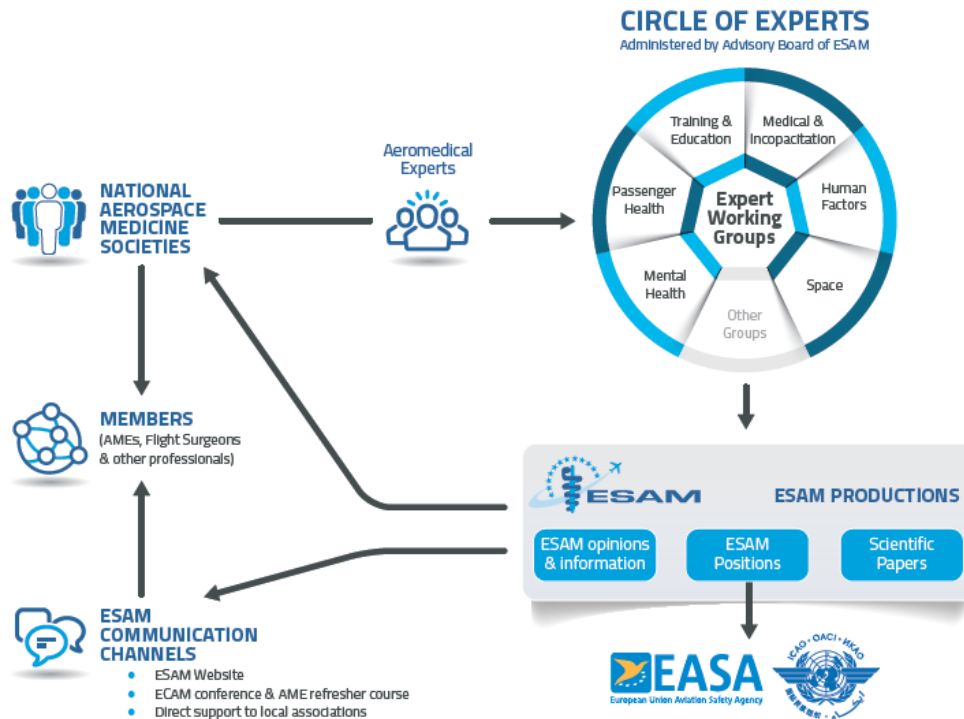 CIRCLE OF EXPERTS
Administered by Advisory Board of ESAM
Training &
Education
Medical &
Incopacitation
Passenger
Health
Human
Factors
Expert
Working
Groups
Mental
Health
Space
Other
Groups
Aeromedical
Experts
NATIONAL
AEROSPACE
MEDICINE
SOCIETIES
MEMBERS
(AMEs, Flight Surgeons
& other professionals)
ESAM
ESAM PRODUCTIONS
ESAM opinions
& information
ESAM
Positions
Scientific
Papers
ESAM
COMMUNICATION
CHANNELS
• ESAM Website
• ECAM conference & AME refresher course
• Direct support to local associations
EASA
European Union Aviation Safety Agency
ICAO · OACI · ИКАО